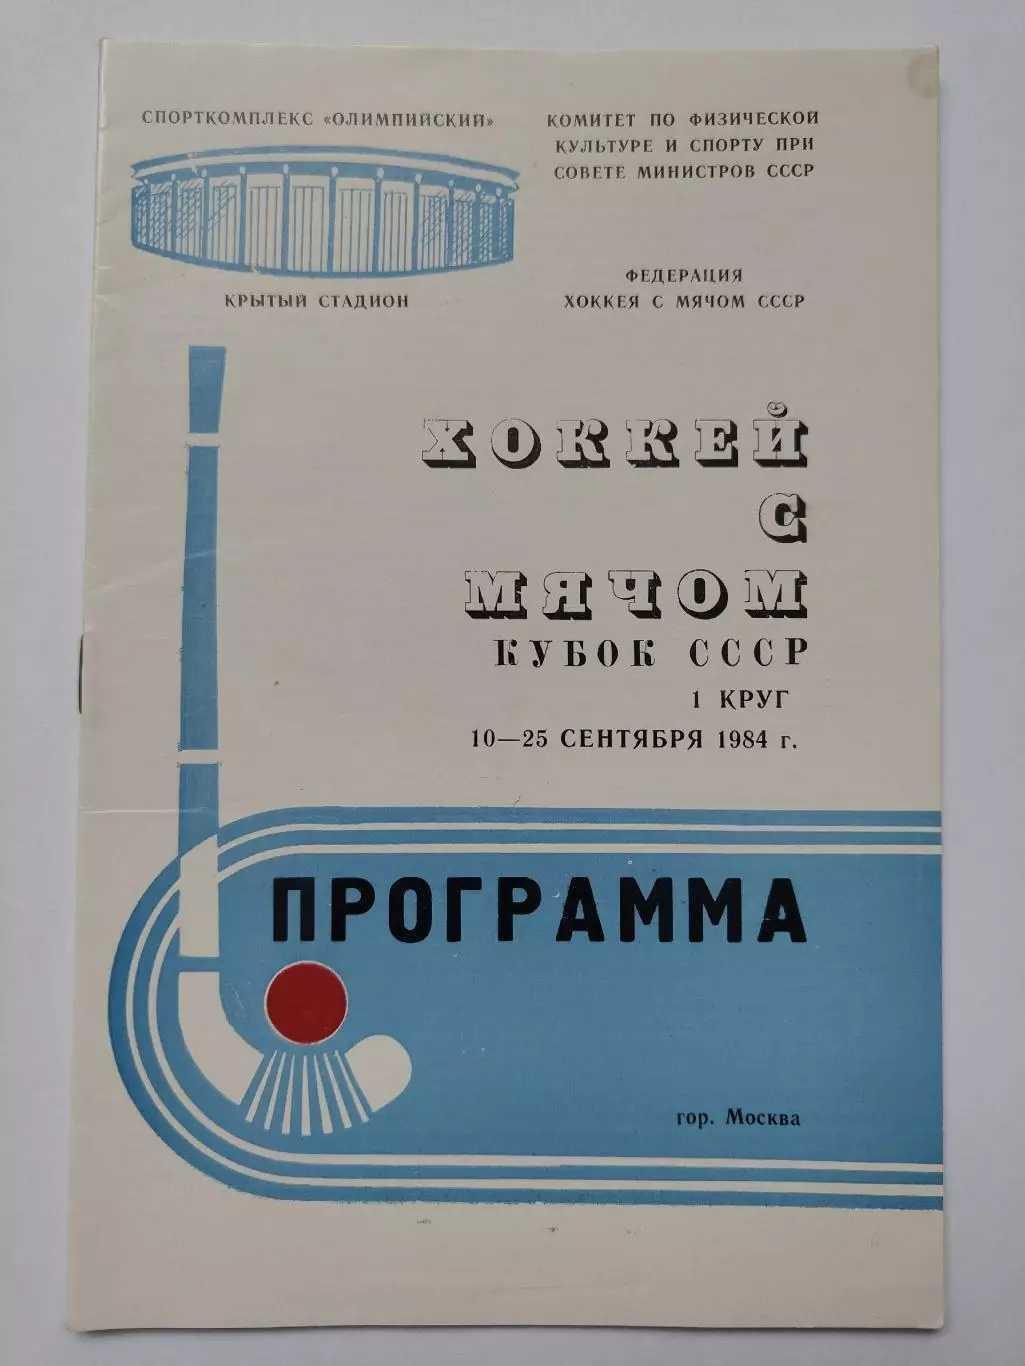 СПОРТКОМПЛЕКС «ОЛИМПИЙСКИЙ»
КРЫТЫЙ СТАДИОН
КОМИТЕТ ПО ФИЗИЧЕСКОЙ
КУЛЬТУРЕ И СПОРТУ ПРИ
СОВЕТЕ МИНИСТРОВ СССР
ФЕДЕРАЦИЯ
ХОККЕЯ С МЯЧОМ СССР
ХОККЕЙ
С
МЯЧОМ
КУБОК СССР
1 КРУГ
10—25 СЕНТЯБРЯ 1984 г.
ПРОГРАММА
гор. Москва